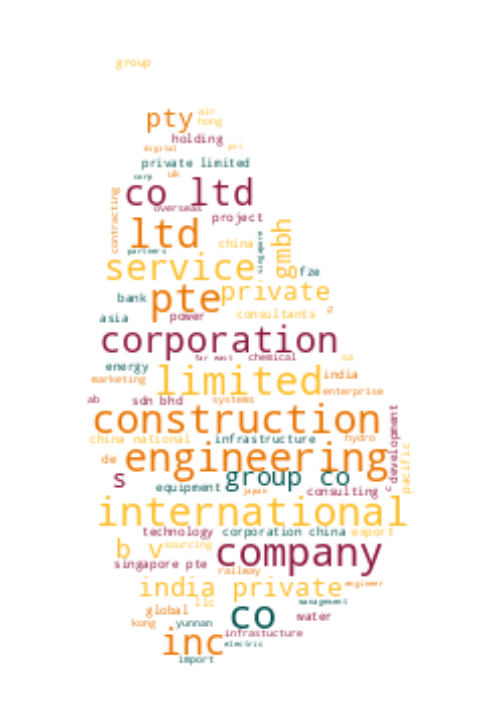 group
pty air
hong
holding
digital pvt
private limited
corp uk
co ltd
overseas
contracting
project
ltd
china
partners
singapore
gmbh
service
fze
bank
pte
private
asia
power
consultants
corporation
far east chemical
sa
energy
marketing
limited
india
enterprise
ab
sdn bhd
systems
construction
development
china national
infrastructure
hydro
pacific
de
engineering
s
group co
equipment
japan
consulting
c
international
technology
corporation china
export
b v
sourcing
company
singapore pte
railway
india private
engineer
llc
management
global
co
kong
yunnan
water
inc
infrastucture
electric
import